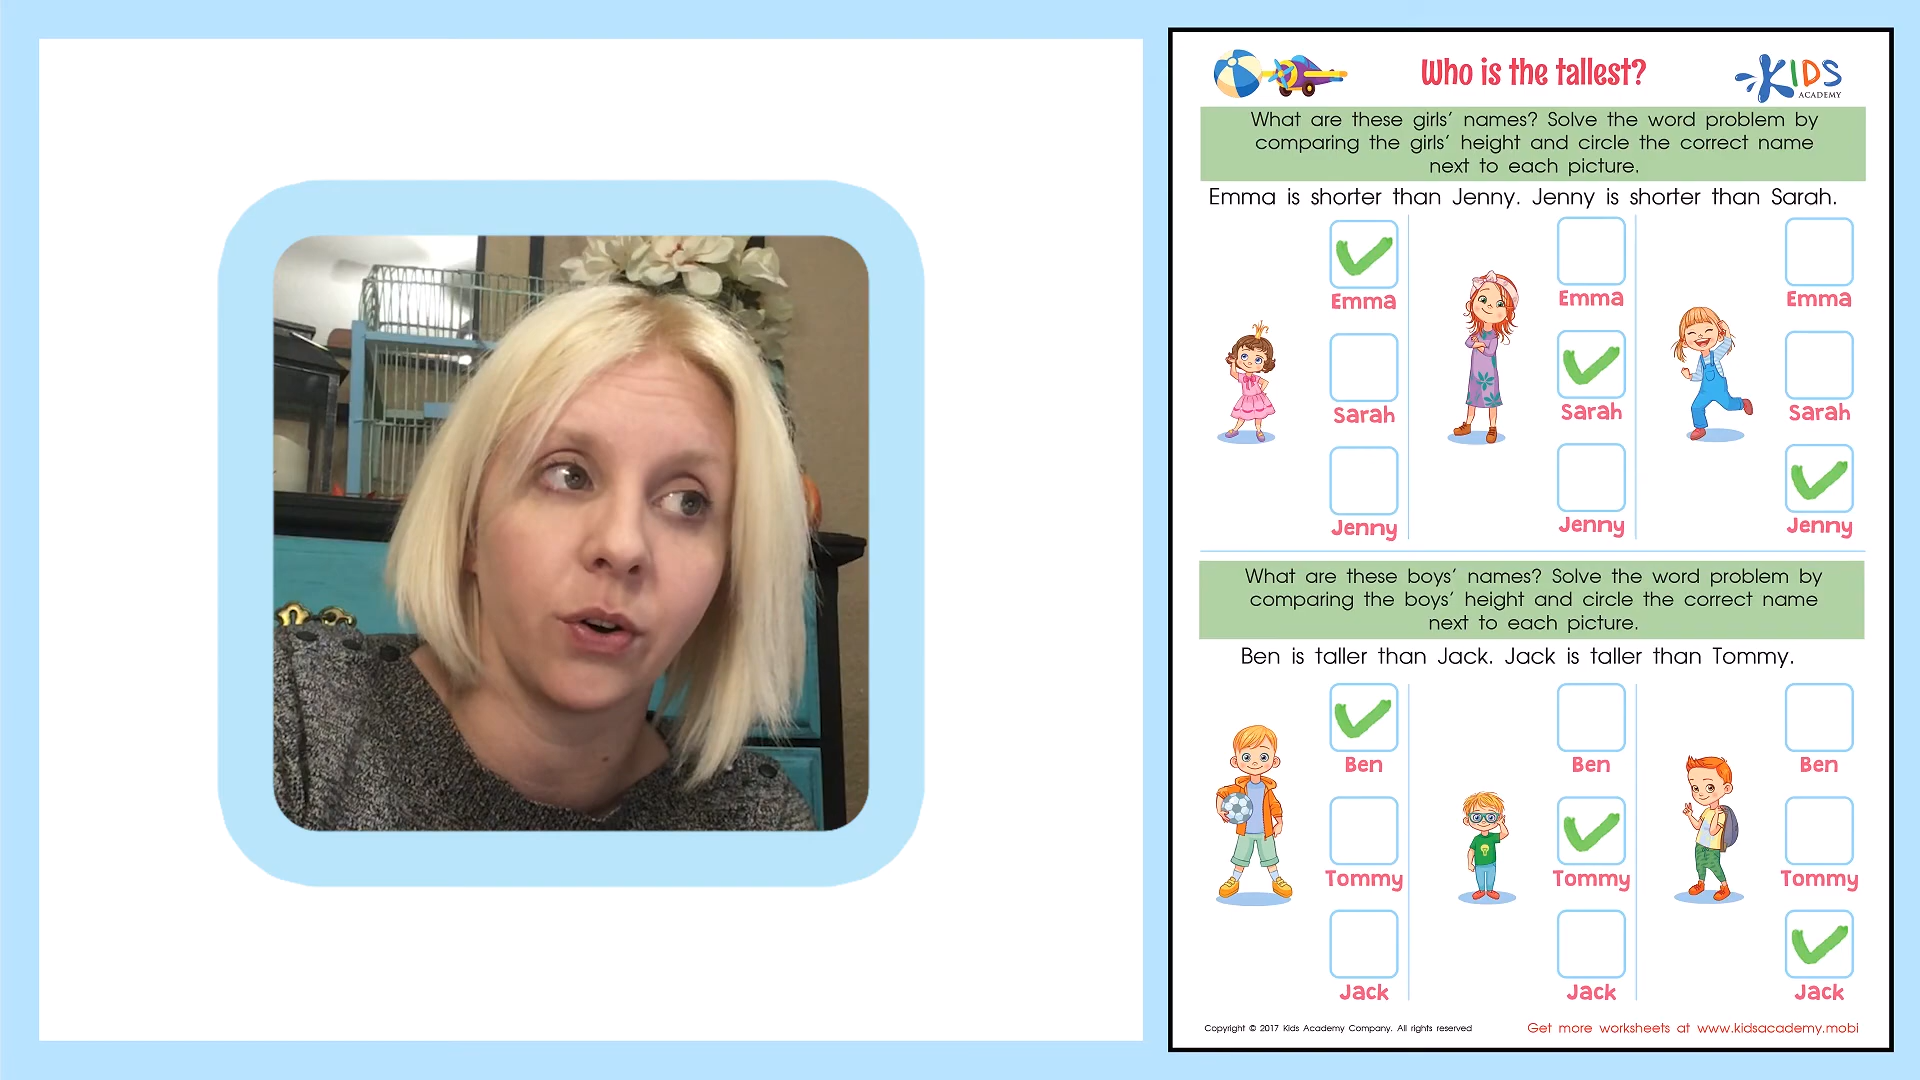 Who is the tallest?
KIDS
ACADEMY
What are these girls' names? Solve the word problem by
comparing the girls' height and circle the correct name
next to each picture.
Emma is shorter than Jenny. Jenny is shorter than Sarah.
Emma
Sarah
Jenny
Emma
Sarah
Jenny
Emma
Sarah
Jenny
What are these boys' names? Solve the word problem by
comparing the boys' height and circle the correct name
next to each picture.
Ben is taller than Jack. Jack is taller than Tommy.
Ben
Tommy
Jack
Ben
Tommy
Jack
Ben
Tommy
Jack
Copyright © 2017 Kids Academy Company. All rights reserved
Get more worksheets at www.kidsacademy.mobi